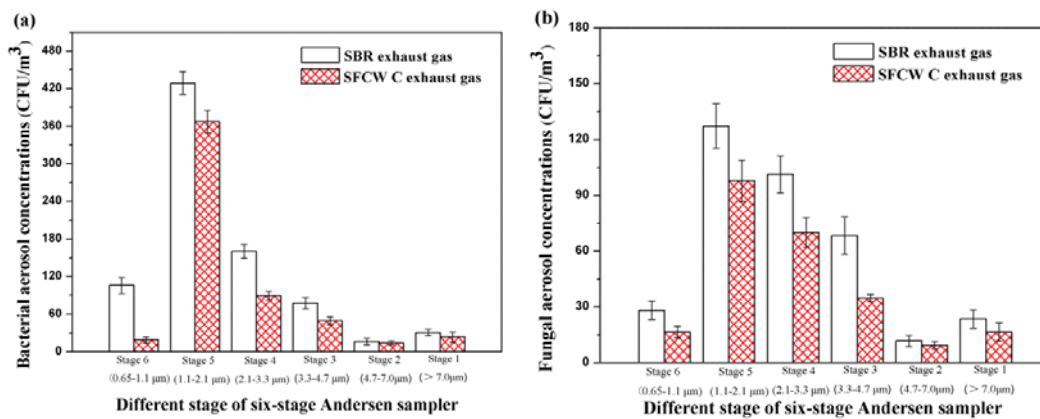 (a)
Bacterial aerosol concentrations (CFU/m³)
480
420
360
300
240
180
120
60
0
SBR exhaust gas
SFCW C exhaust gas
Stage 6 Stage 5 Stage 4 Stage 3 Stage 2 Stage 1
(0.65-1.1 μm) (1.1-2.1 μm) (2.1-3.3 μm) (3.3-4.7 μm) (4.7-7.0μm) (> 7.0μm)
Different stage of six-stage Andersen sampler
(b)
Fungal aerosol concentrations (CFU/m³)
180
150
120
90
60
30
0
SBR exhaust gas
SFCW C exhaust gas
Stage 6 Stage 5 Stage 4 Stage 3 Stage 2 Stage 1
(0.65-1.1 μm) (1.1-2.1 μm) (2.1-3.3 μm) (3.3-4.7 μm) (4.7-7.0μm) (> 7.0μm)
Different stage of six-stage Andersen sampler